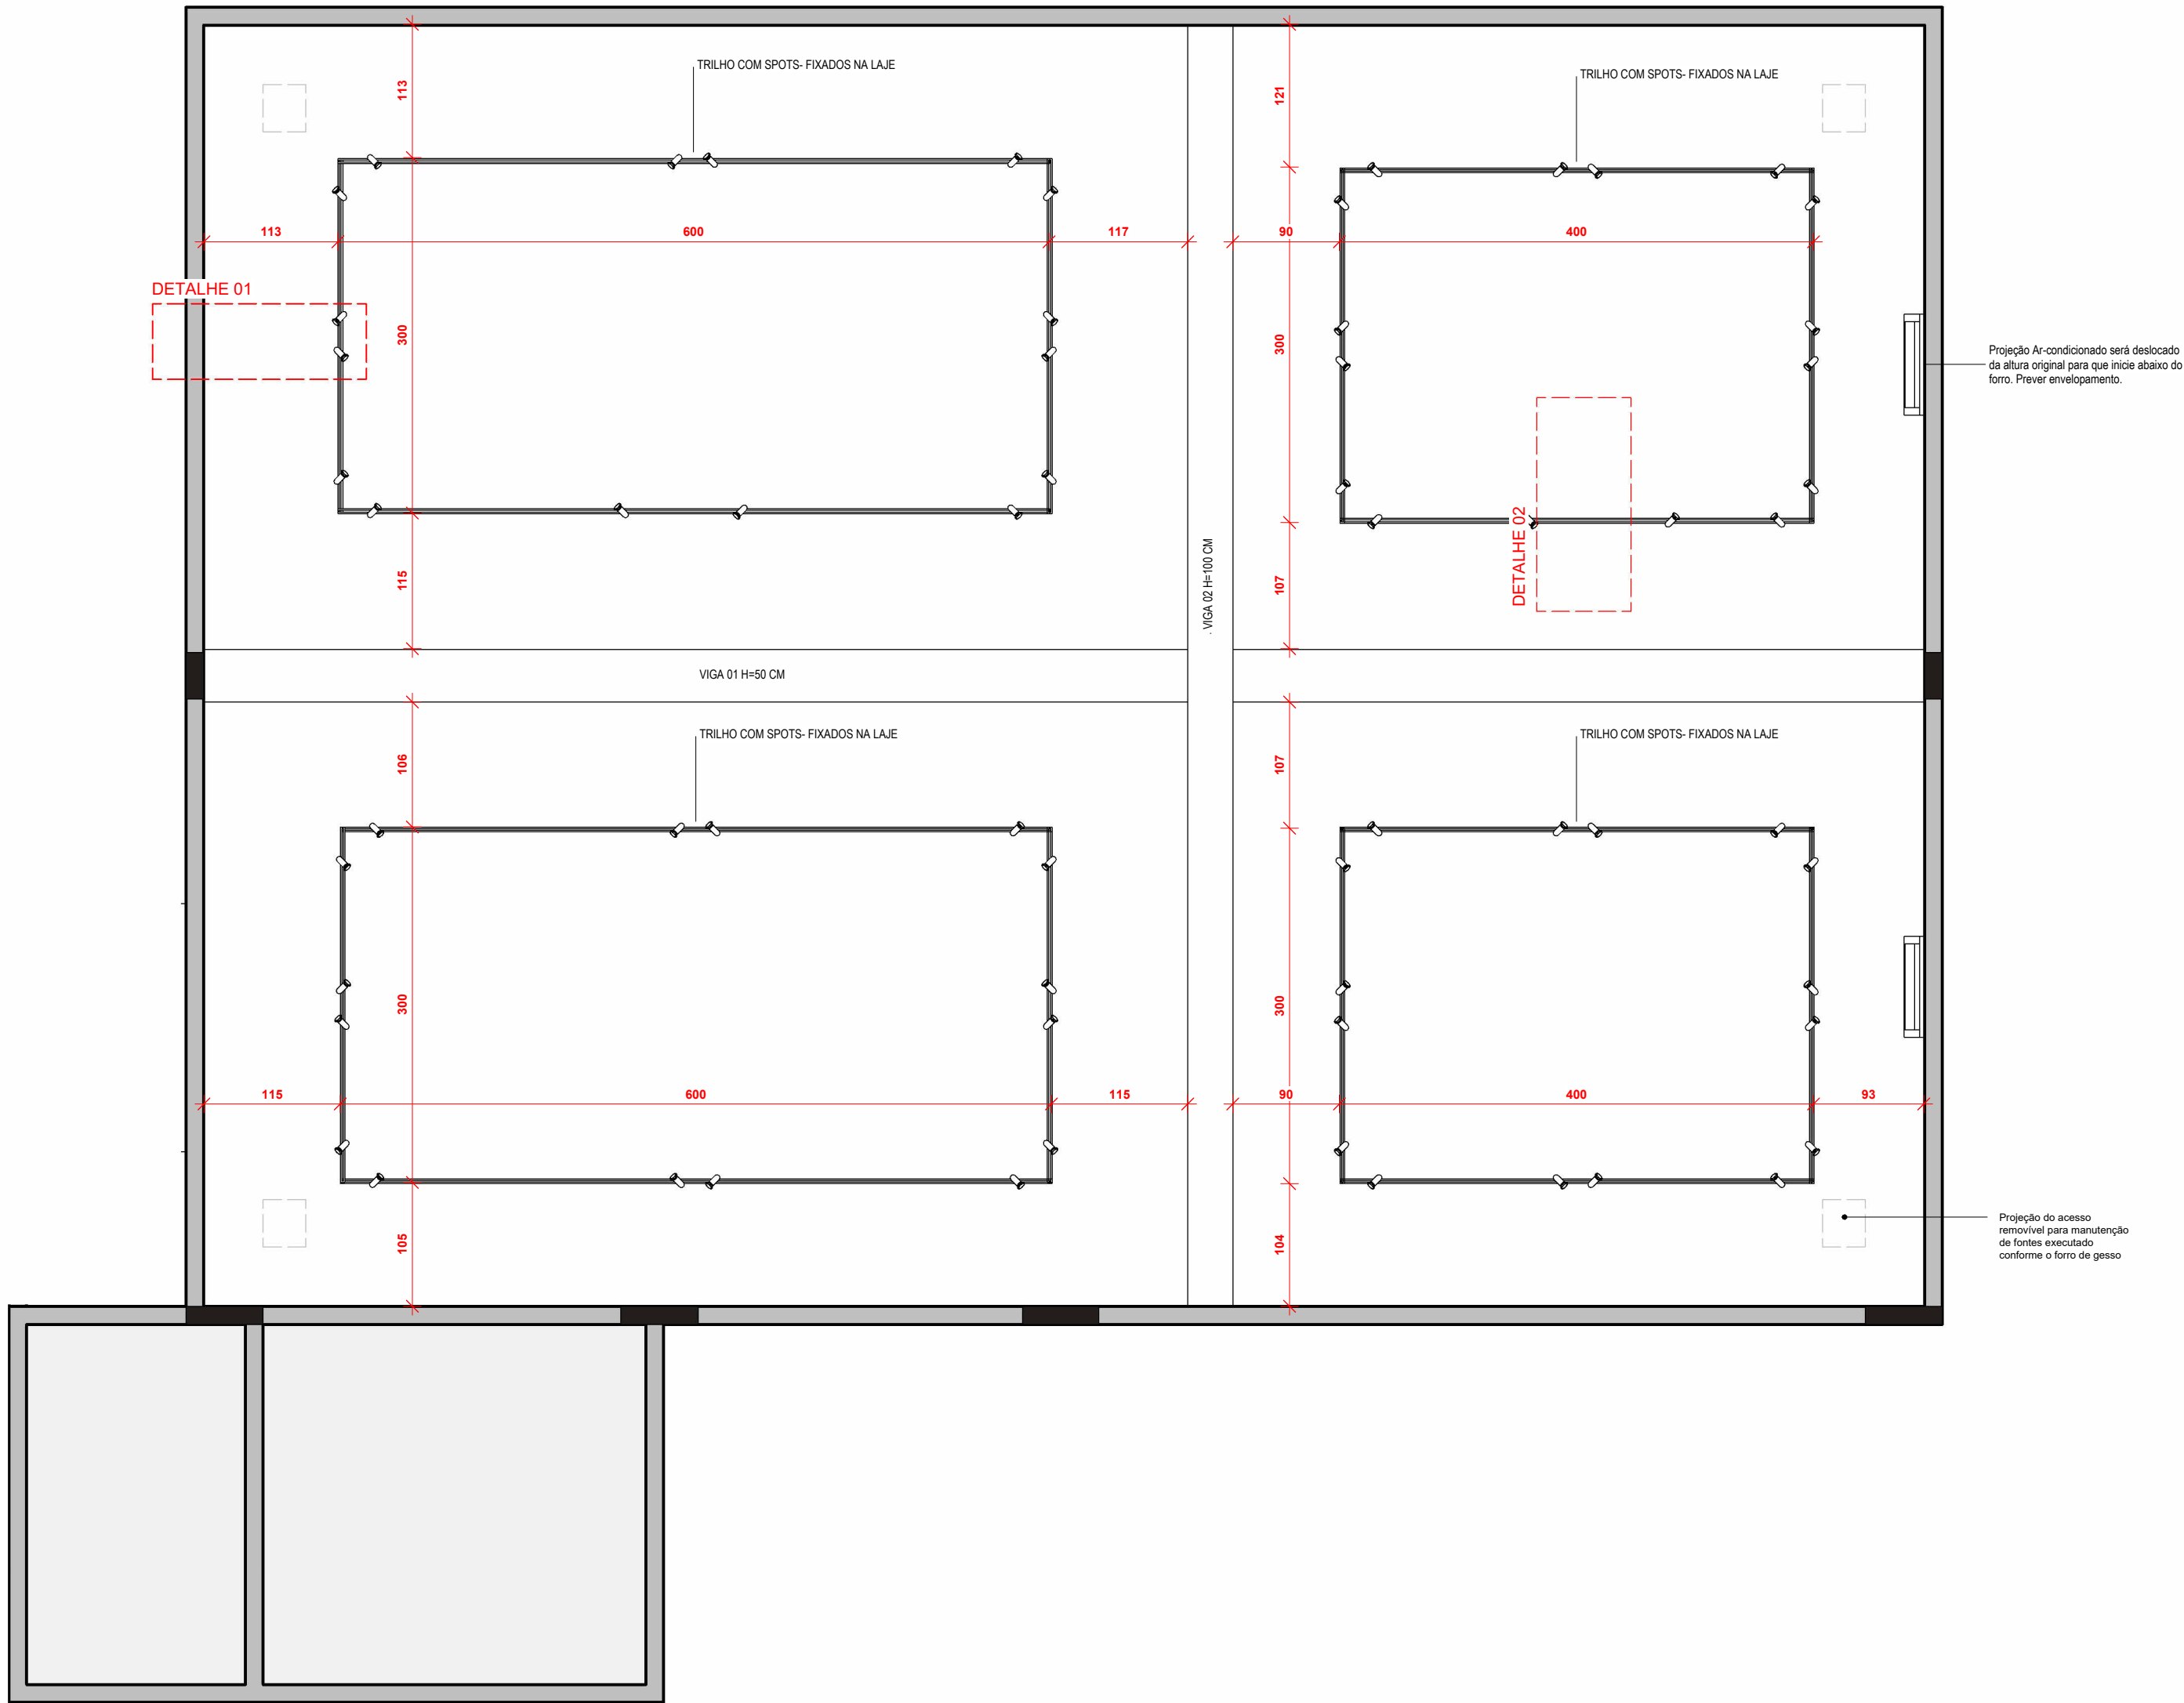 TRILHO COM SPOTS- FIXADOS NA LAJE
TRILHO COM SPOTS- FIXADOS NA LAJE
113
121
113
600
117
90
400
DETALHE 01
300
300
Projeção Ar-condicionado será deslocado
da altura original para que inicie abaixo do
forro. Prever envelopamento.
DETALHE 02
115
107
. VIGA 02 H=100 CM
VIGA 01 H=50 CM
TRILHO COM SPOTS- FIXADOS NA LAJE
TRILHO COM SPOTS- FIXADOS NA LAJE
106
107
300
300
115
600
115
90
400
93
105
104
Projeção do acesso
removível para manutenção
de fontes executado
conforme o forro de gesso